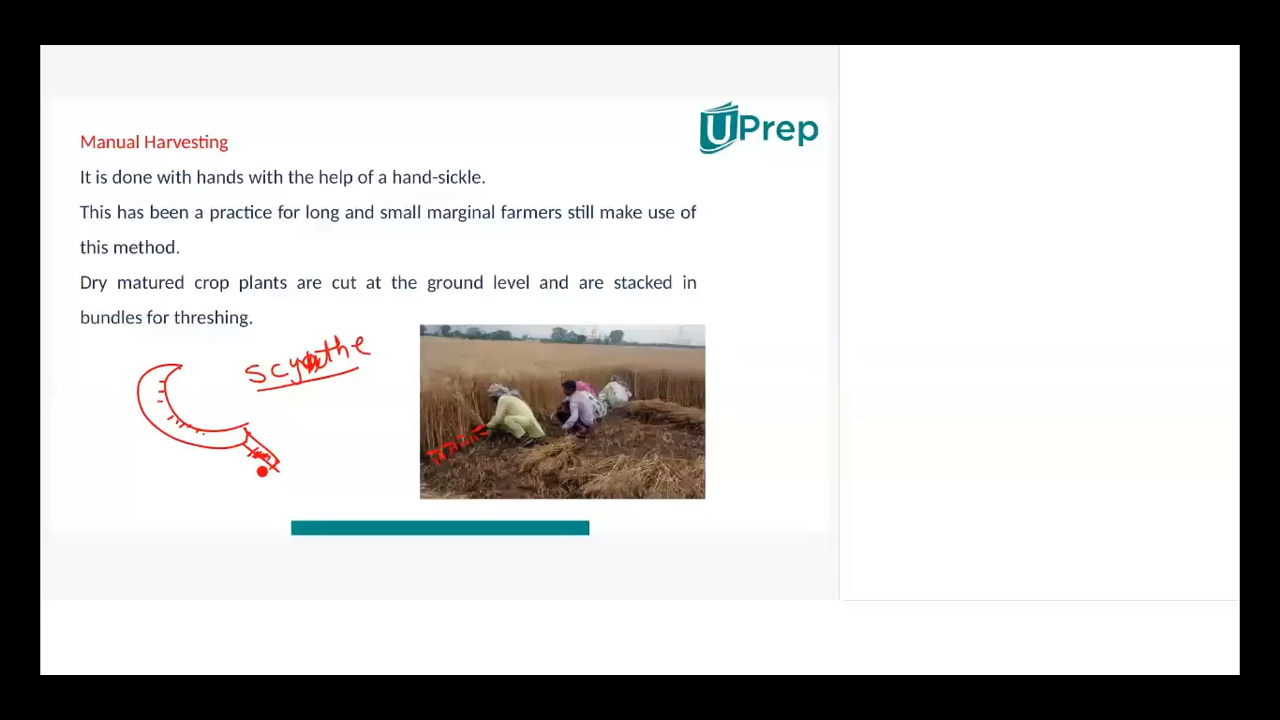 UPrep
Manual Harvesting
It is done with hands with the help of a hand-sickle.
This has been a practice for long and small marginal farmers still make use of
this method.
Dry matured crop plants are cut at the ground level and are stacked in
bundles for threshing.
scythe